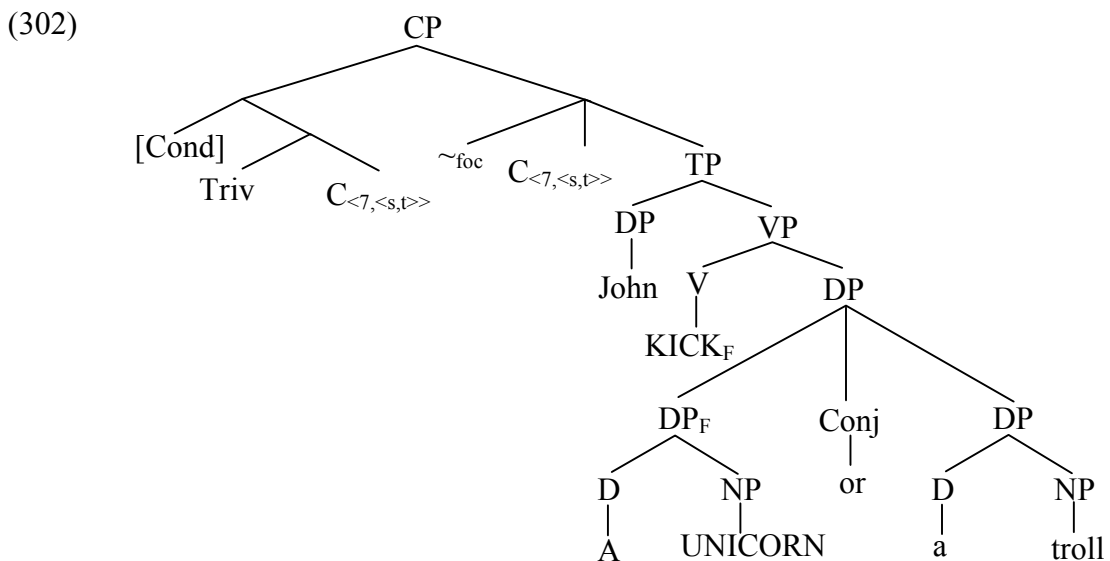 (302)
CP
[Cond]
Triv
C<7,<s,t>>
~foc
C<7,<s,t>>
TP
DP
VP
John
V
DP
KICKF
DPF
Conj
DP
D
NP
or
D
NP
A
UNICORN
a
troll